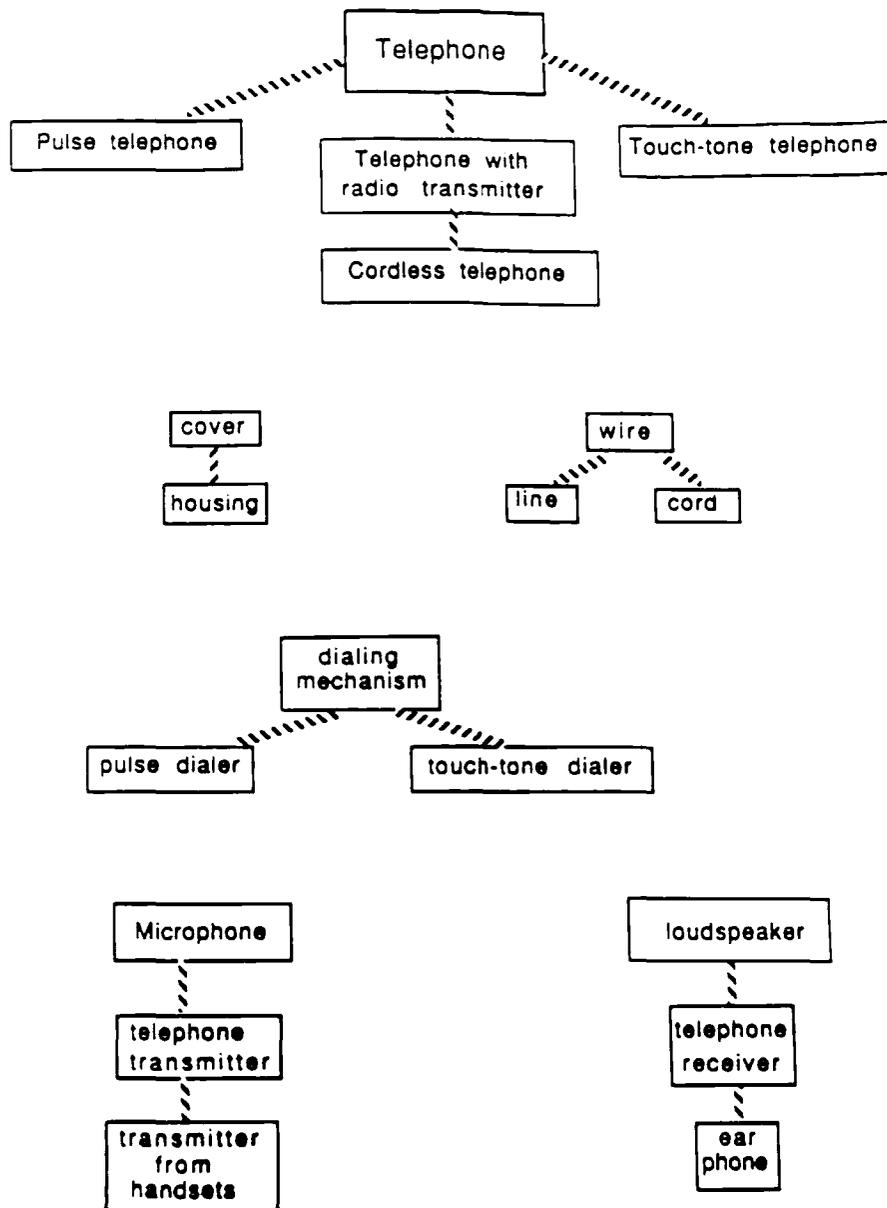 Telephone
Pulse telephone
Telephone with
radio transmitter
Touch-tone telephone
Cordless telephone
cover
housing
wire
line
cord
dialing
mechanism
pulse dialer
touch-tone dialer
Microphone
telephone
transmitter
transmitter
from
handsets
loudspeaker
telephone
receiver
ear
phone